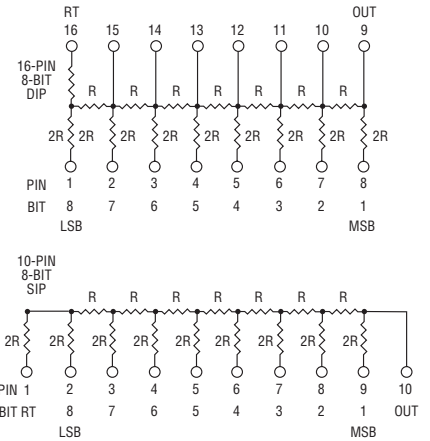 RT OUT
16 15 14 13 12 11 10 9
16-PIN
8-BIT
DIP
R R R R R R R
2R 2R 2R 2R 2R 2R 2R 2R
PIN 1 2 3 4 5 6 7 8
BIT 8 7 6 5 4 3 2 1
LSB MSB
10-PIN
8-BIT
SIP
R R R R R R R
2R 2R 2R 2R 2R 2R 2R 2R 2R
PIN 1 2 3 4 5 6 7 8 9 10
BIT RT 8 7 6 5 4 3 2 1 OUT
LSB MSB